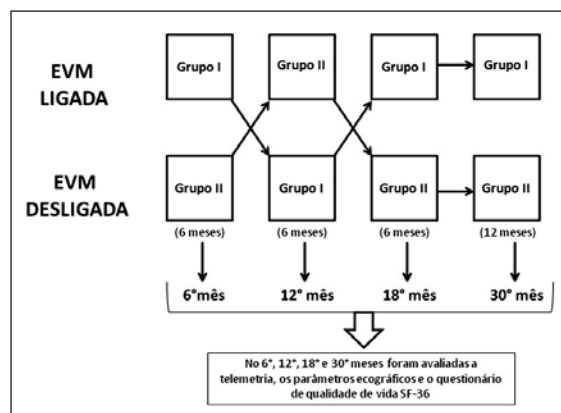 EVM
LIGADA
Grupo I
Grupo II
Grupo I
Grupo I
EVM
DESLIGADA
Grupo II
Grupo I
Grupo II
Grupo II
(6 meses)
(6 meses)
(6 meses)
(12 meses)
6°mês
12° mês
18° mês
30° mês
No 6°, 12°, 18° e 30° meses foram avaliadas a
telemetria, os parâmetros ecográficos e o questionário
de qualidade de vida SF-36